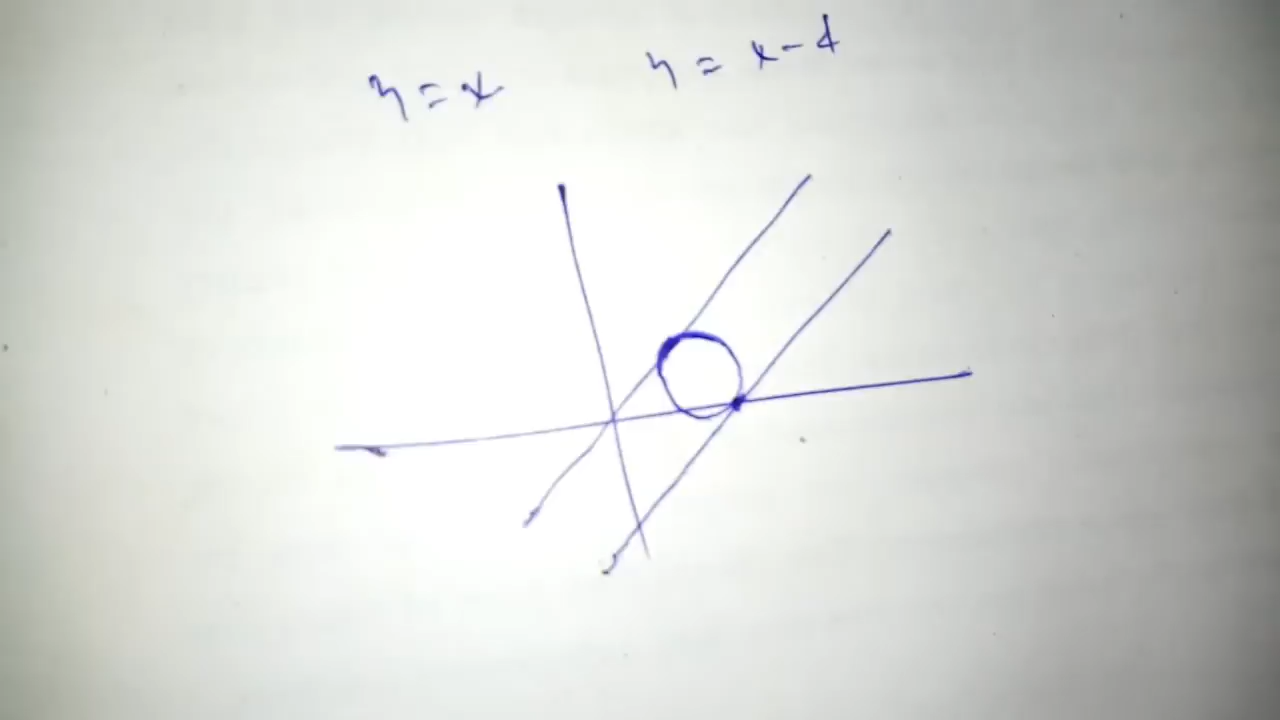 y = x y = x - 4